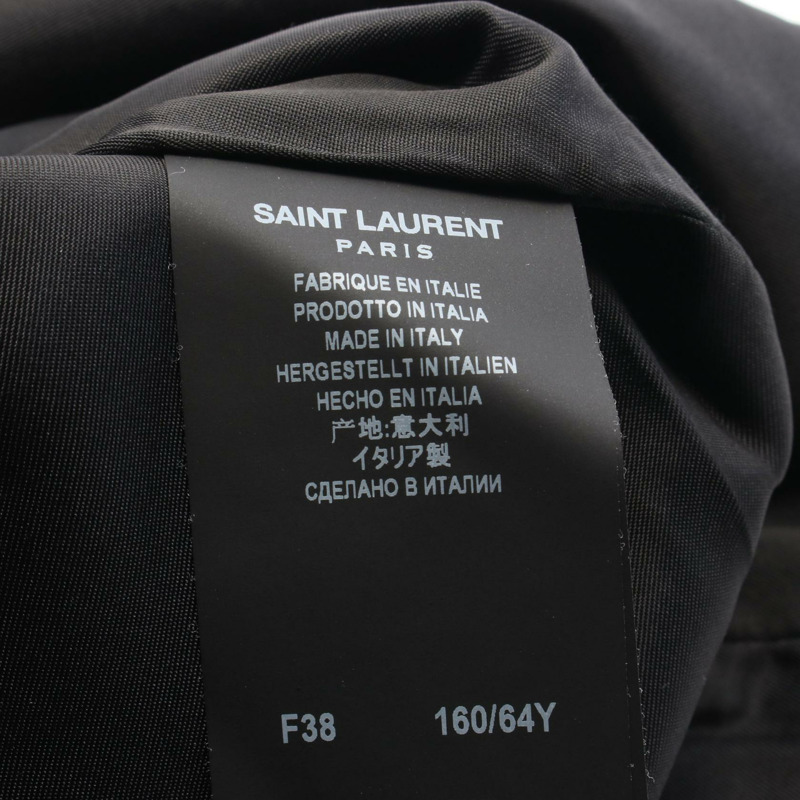 SAINT LAURENT
PARIS
FABRIQUE EN ITALIE
PRODOTTO IN ITALIA
MADE IN ITALY
HERGESTELLT IN ITALIEN
HECHO EN ITALIA
产地:意大利
イタリア製
СДЕЛАНО В ИТАЛИИ
F38 160/64Y